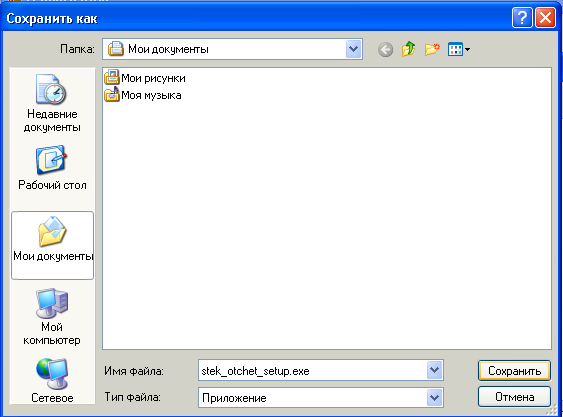 Сохранить как
Папка:
Мои документы
Недавние
документы
Рабочий стол
Мои документы
Мой
компьютер
Сетевое
Мои рисунки
Моя музыка
Имя файла:
stek_otchet_setup.exe
Сохранить
Тип файла:
Приложение
Отмена